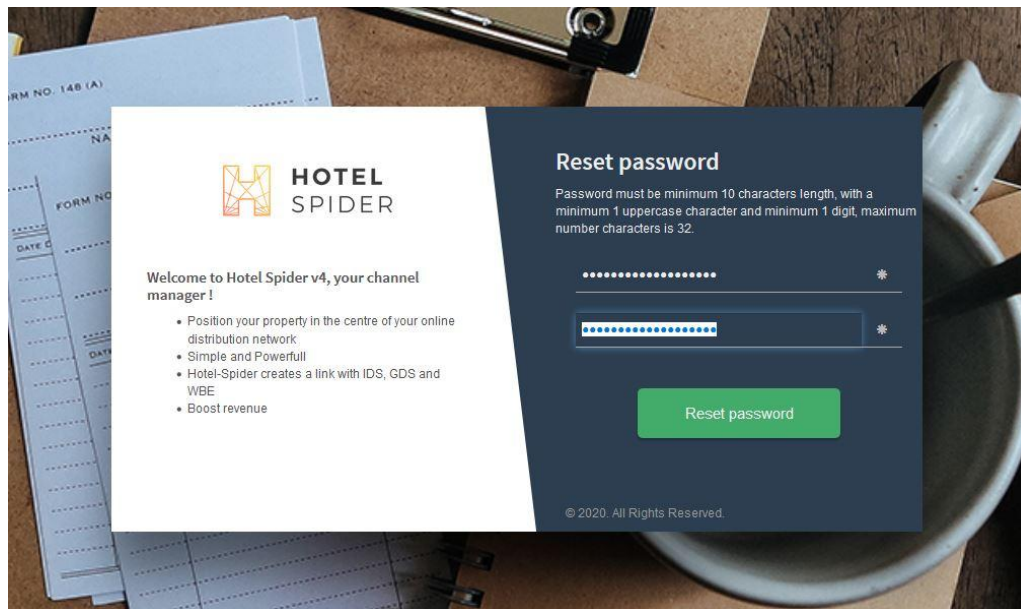 FORM NO. 148 (A)
NA
FORM NO
DATE
HOTEL
SPIDER
Welcome to Hotel Spider v4, your channel
manager !
• Position your property in the centre of your online
distribution network
• Simple and Powerfull
• Hotel-Spider creates a link with IDS, GDS and
WBE
• Boost revenue
Reset password
Password must be minimum 10 characters length, with a
minimum 1 uppercase character and minimum 1 digit, maximum
number characters is 32.
•••••••••••••••••••
•••••••••••••••••••
Reset password
© 2020. All Rights Reserved.